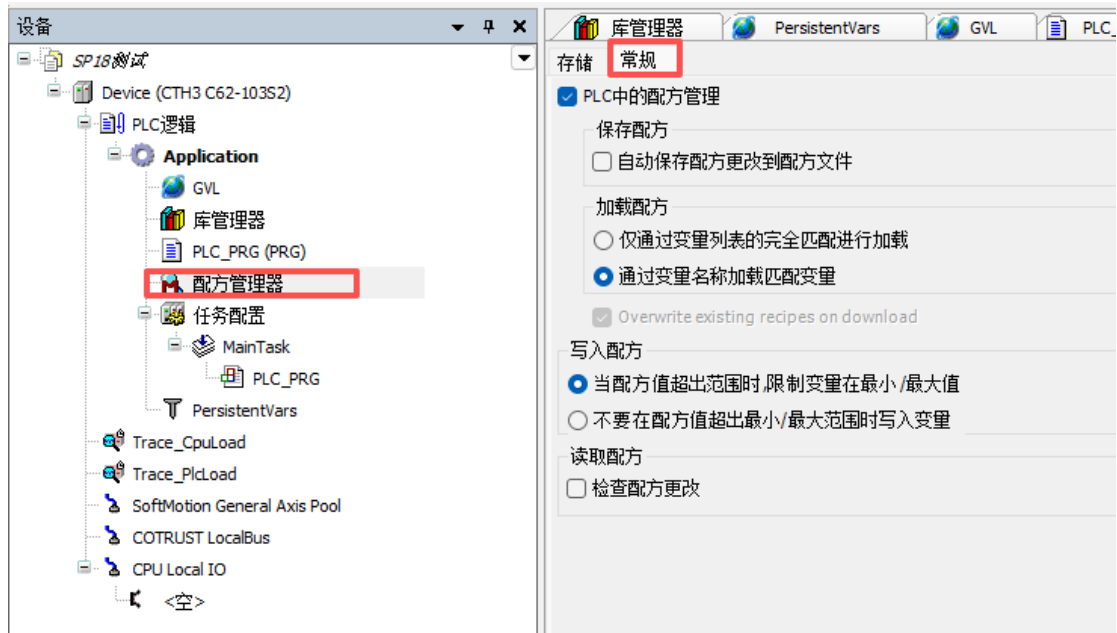 设备
SP18测试
Device (CTH3 C62-103S2)
PLC逻辑
Application
GVL
库管理器
PLC_PRG (PRG)
配方管理器
任务配置
MainTask
PLC_PRG
PersistentVars
Trace_CpuLoad
Trace_PlcLoad
SoftMotion General Axis Pool
COTRUST LocalBus
CPU Local IO
<空>
库管理器 PersistentVars GVL PLC_
存储 常规
PLC中的配方管理
保存配方
自动保存配方更改到配方文件
加载配方
仅通过变量列表的完全匹配进行加载
通过变量名称加载匹配变量
Overwrite existing recipes on download
写入配方
当配方值超出范围时,限制变量在最小/最大值
不要在配方值超出最小/最大范围时写入变量
读取配方
检查配方更改